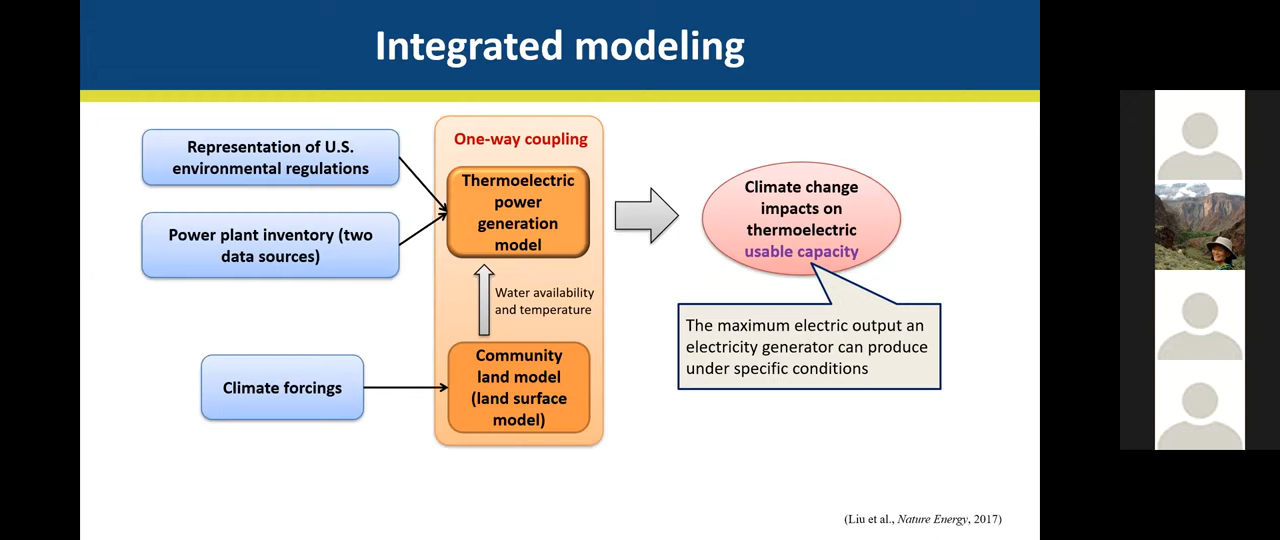 Integrated modeling
Representation of U.S.
environmental regulations
Power plant inventory (two
data sources)
Climate forcings
One-way coupling
Thermoelectric
power
generation
model
Water availability
and temperature
Community
land model
(land surface
model)
Climate change
impacts on
thermoelectric
usable capacity
The maximum electric output an
electricity generator can produce
under specific conditions
(Liu et al., Nature Energy, 2017)